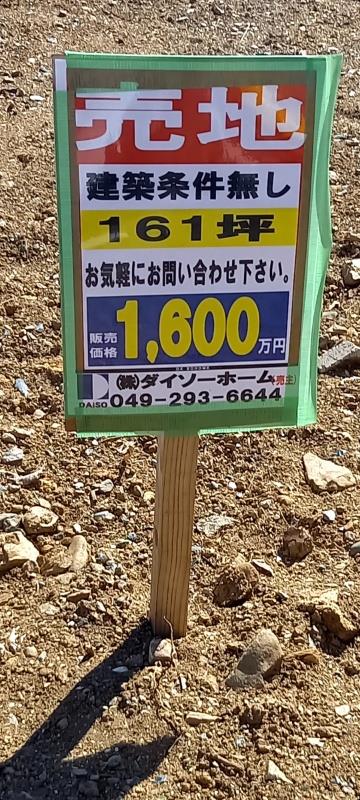 売地
建築条件無し
161坪
お気軽にお問い合わせ下さい。
販売価格 1,600万円
㈱ダイソーホーム(売主)
DAISO 049-293-6644